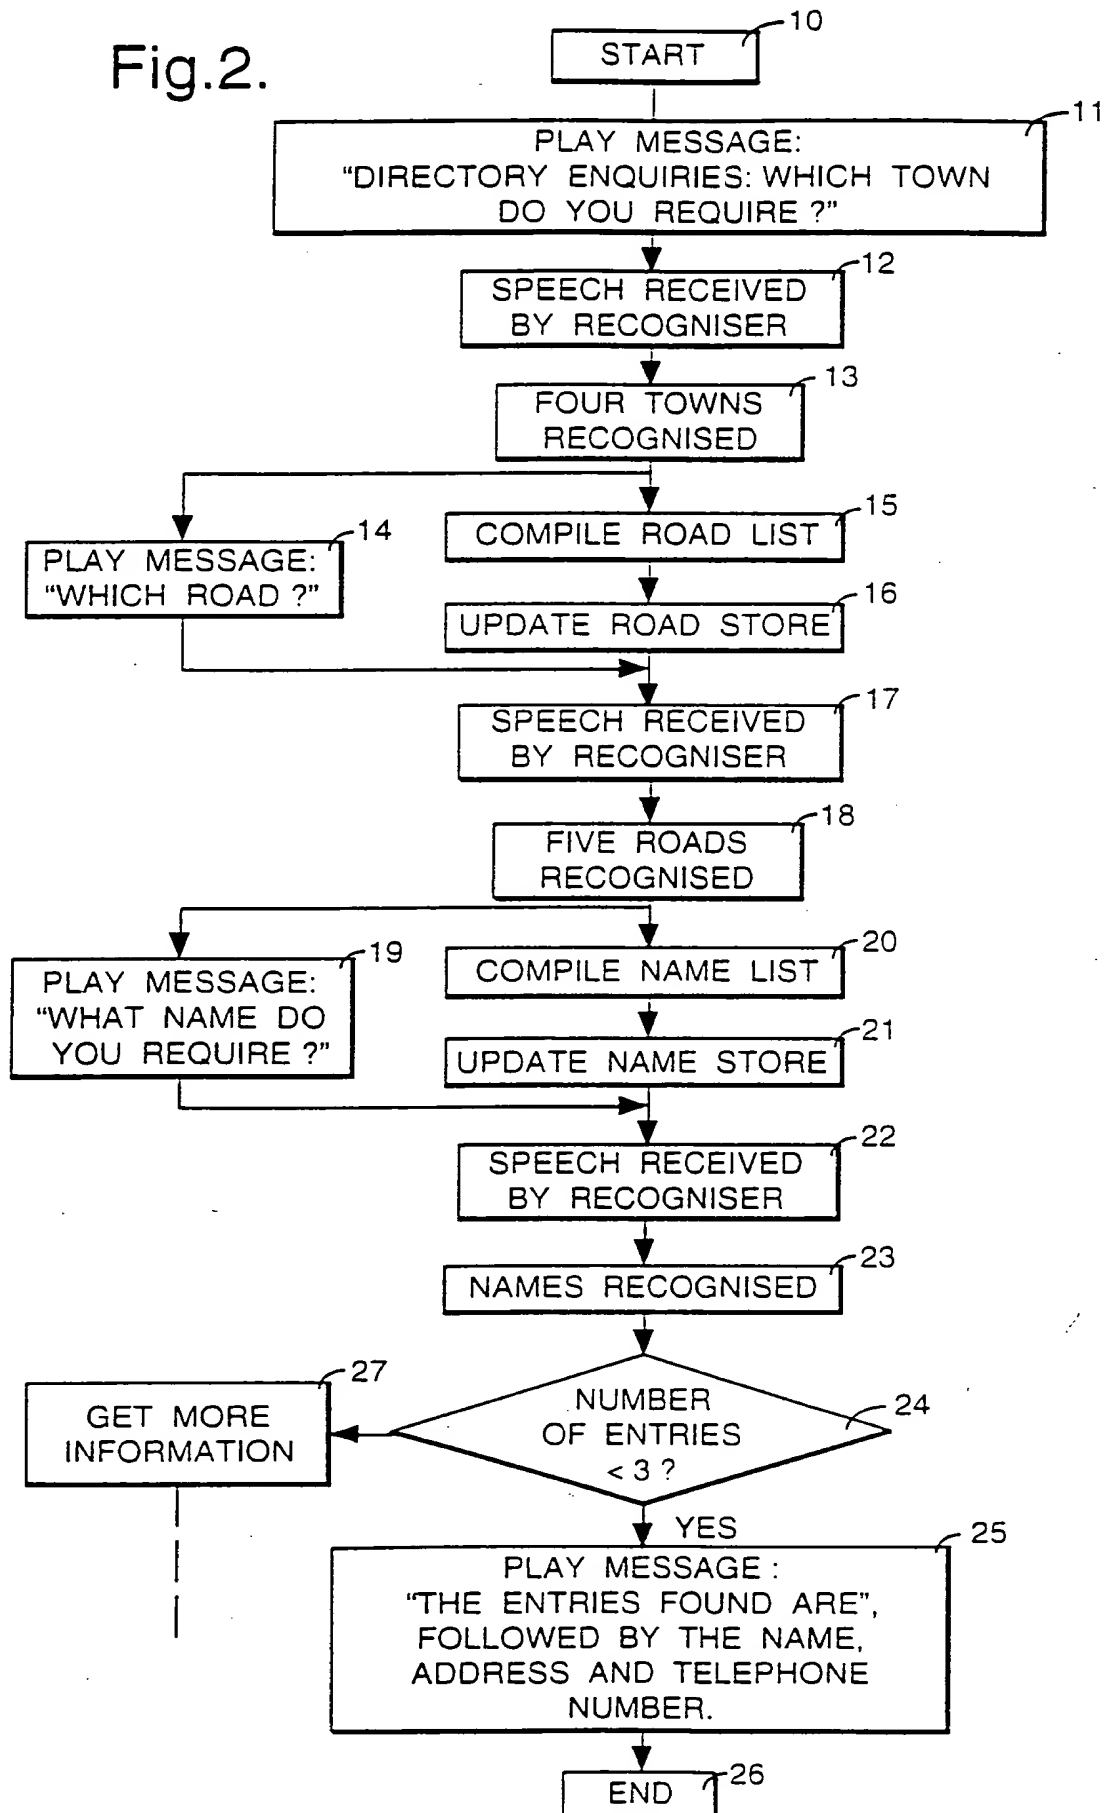 Fig.2.
10
START
11
PLAY MESSAGE:
"DIRECTORY ENQUIRIES: WHICH TOWN
DO YOU REQUIRE ?"
12
SPEECH RECEIVED
BY RECOGNISER
13
FOUR TOWNS
RECOGNISED
14
PLAY MESSAGE:
"WHICH ROAD ?"
15
COMPILE ROAD LIST
16
UPDATE ROAD STORE
17
SPEECH RECEIVED
BY RECOGNISER
18
FIVE ROADS
RECOGNISED
19
PLAY MESSAGE:
"WHAT NAME DO
YOU REQUIRE ?"
20
COMPILE NAME LIST
21
UPDATE NAME STORE
22
SPEECH RECEIVED
BY RECOGNISER
23
NAMES RECOGNISED
24
NUMBER
OF ENTRIES
< 3 ?
27
GET MORE
INFORMATION
YES
25
PLAY MESSAGE :
"THE ENTRIES FOUND ARE",
FOLLOWED BY THE NAME,
ADDRESS AND TELEPHONE
NUMBER.
26
END